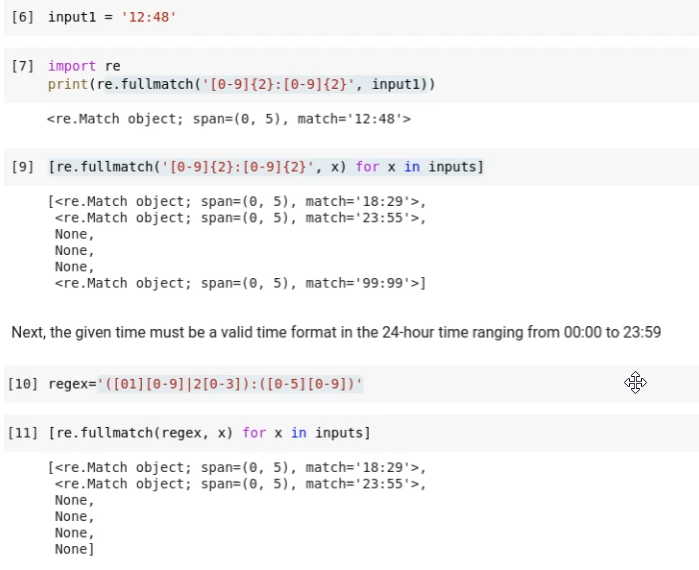 [6] input1 = '12:48'
[7] import re
print(re.fullmatch('[0-9]{2}:[0-9]{2}', input1))
<re.Match object; span=(0, 5), match='12:48'>
[9] [re.fullmatch('[0-9]{2}:[0-9]{2}', x) for x in inputs]
[<re.Match object; span=(0, 5), match='18:29'>,
<re.Match object; span=(0, 5), match='23:55'>,
None,
None,
None,
<re.Match object; span=(0, 5), match='99:99'>]
Next, the given time must be a valid time format in the 24-hour time ranging from 00:00 to 23:59
[10] regex='([01][0-9]|2[0-3]):([0-5][0-9])'
[11] [re.fullmatch(regex, x) for x in inputs]
[<re.Match object; span=(0, 5), match='18:29'>,
<re.Match object; span=(0, 5), match='23:55'>,
None,
None,
None,
None]